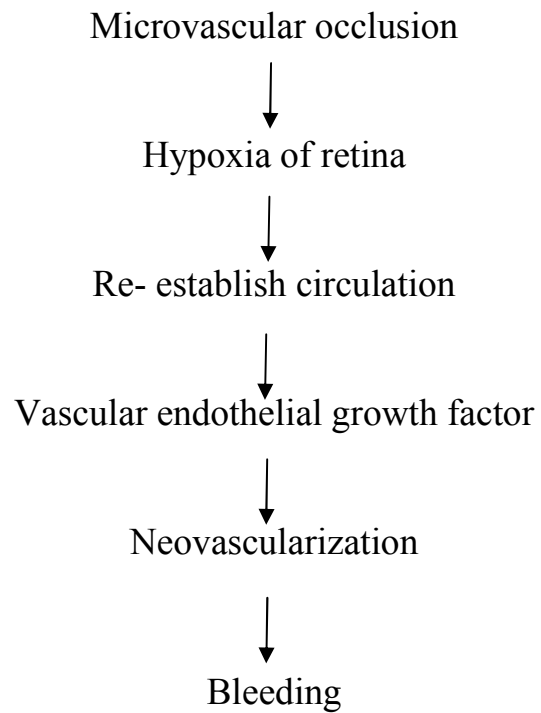 Microvascular occlusion
Hypoxia of retina
Re- establish circulation
Vascular endothelial growth factor
Neovascularization
Bleeding